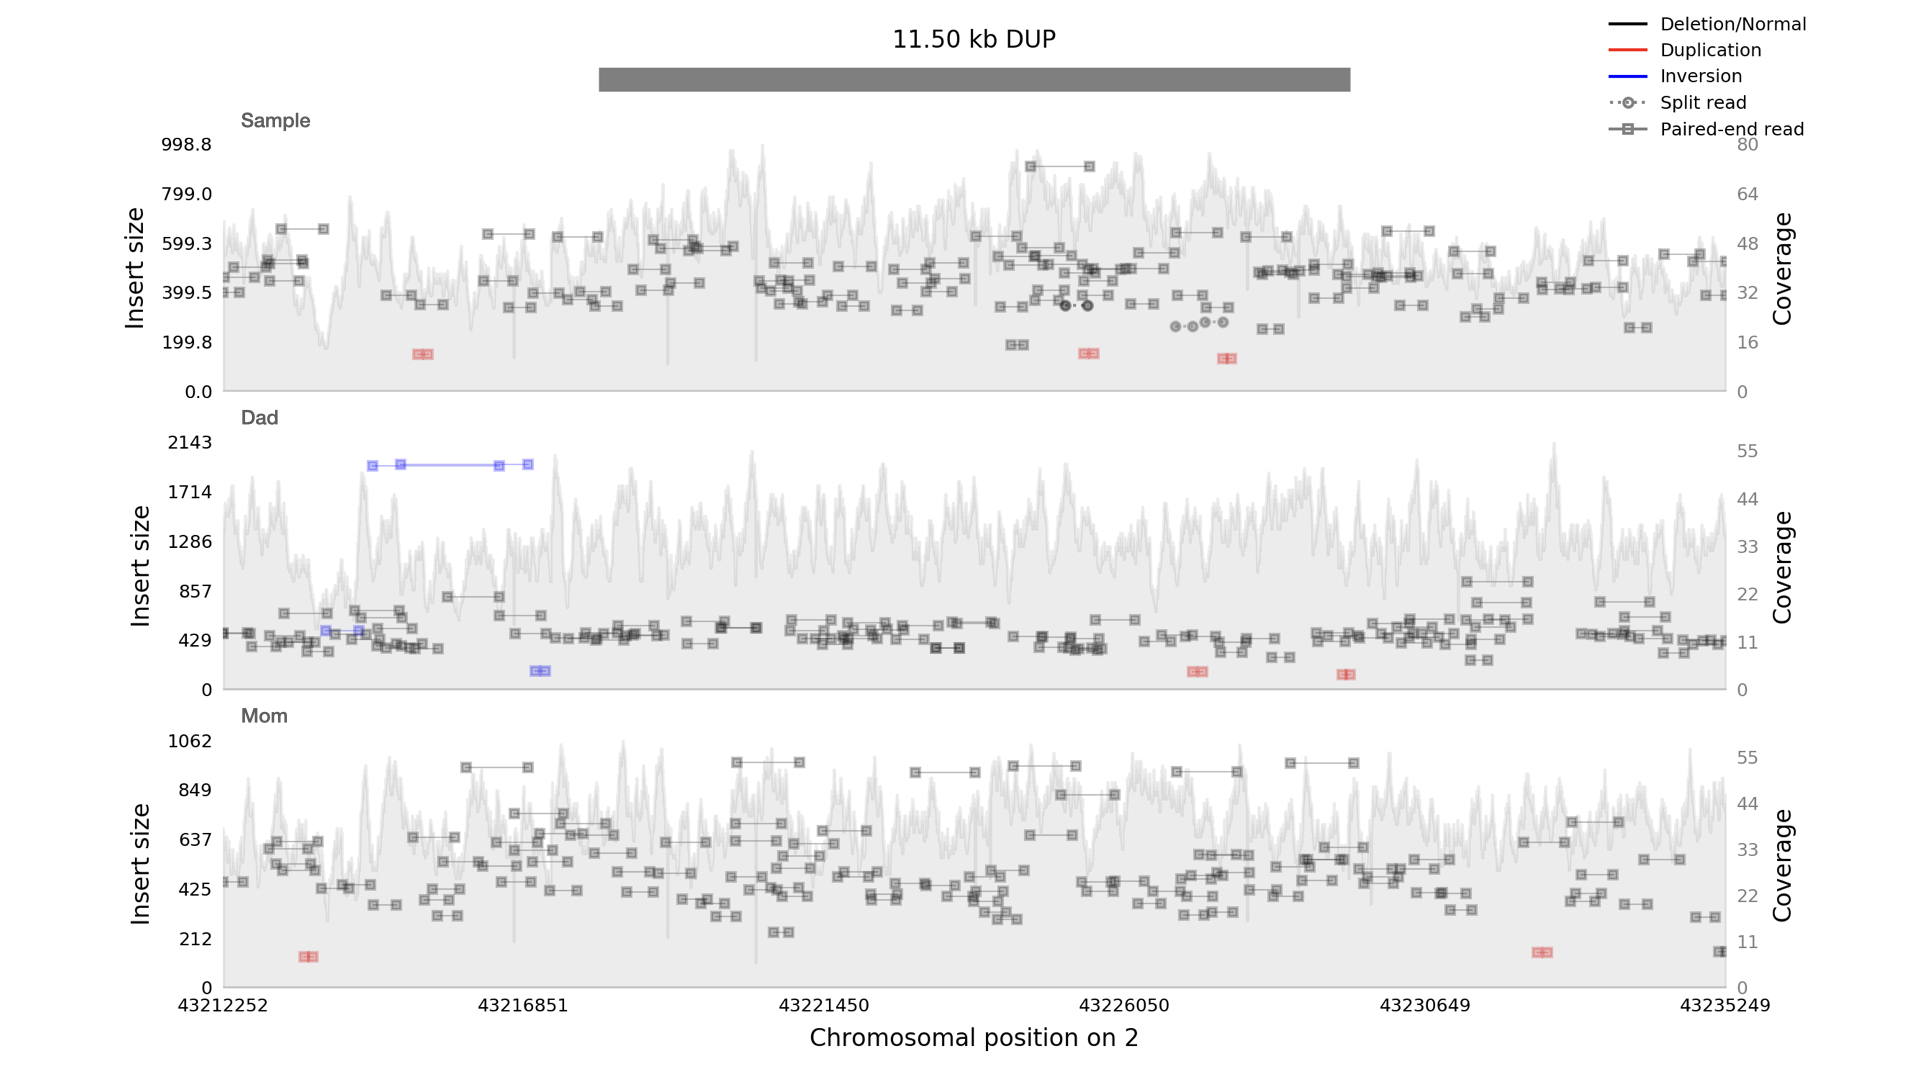 11.50 kb DUP
Deletion/Normal
Duplication
Inversion
Split read
Paired-end read
Sample
998.8
799.0
599.3
399.5
199.8
0.0
Insert size
80
64
48
32
16
0
Coverage
Dad
2143
1714
1286
857
429
0
Insert size
55
44
33
22
11
0
Coverage
Mom
1062
849
637
425
212
0
Insert size
55
44
33
22
11
0
Coverage
43212252 43216851 43221450 43226050 43230649 43235249
Chromosomal position on 2